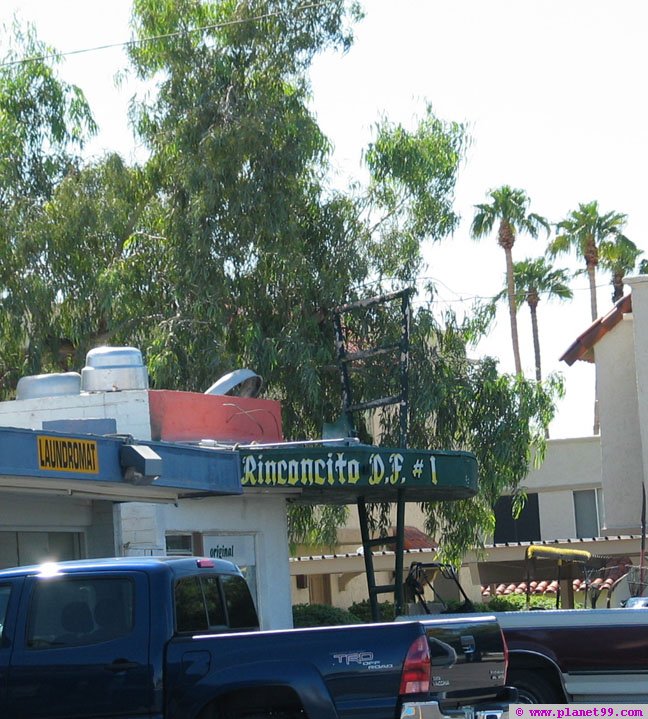 LAUNDROMAT
Rinconcito D.F. #1
original
TRD
OFF ROAD
© www.planet99.com